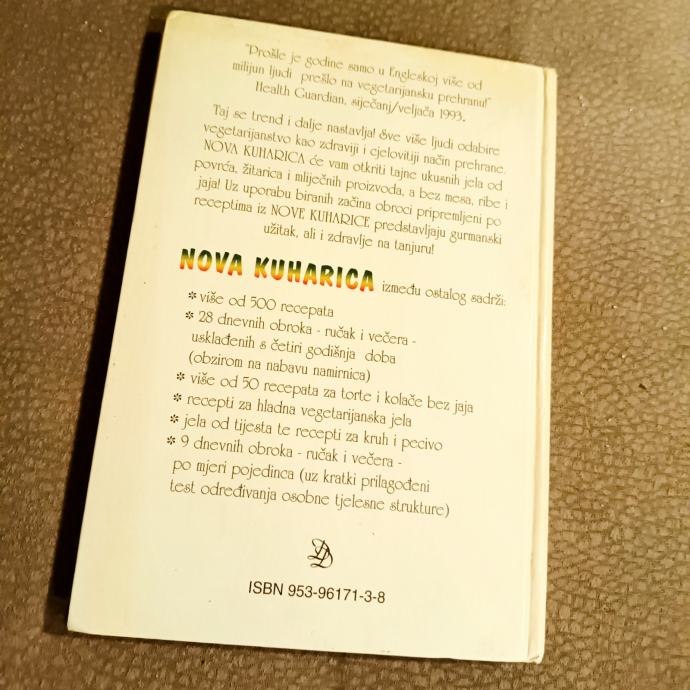 "Prošle je godine samo u Engleskoj više od
milijun ljudi prešlo na vegetarijansku prehranu!"
Health Guardian, siječanj/veljača 1993.
Taj se trend i dalje nastavlja! Sve više ljudi odabire
vegetarijanstvo kao zdraviji i cjelovitiji način prehrane.
NOVA KUHARICA će vam otkriti tajne ukusnih jela od
povrća, žitarica i mliječnih proizvoda, a bez mesa, ribe i
jaja! Uz uporabu biranih začina obroci pripremljeni po
receptima iz NOVE KUHARICE predstavljaju gurmanski
užitak, ali i zdravlje na tanjuru!
NOVA KUHARICA između ostalog sadrži:
* više od 500 recepata
* 28 dnevnih obroka - ručak i večera -
usklađenih s četiri godišnja doba
(obzirom na nabavu namirnica)
* više od 50 recepata za torte i kolače bez jaja
* recepti za hladna vegetarijanska jela
* jela od tijesta te recepti za kruh i pecivo
* 9 dnevnih obroka - ručak i večera -
po mjeri pojedinca (uz kratki prilagođeni
test određivanja osobne tjelesne strukture)
ISBN 953-96171-3-8